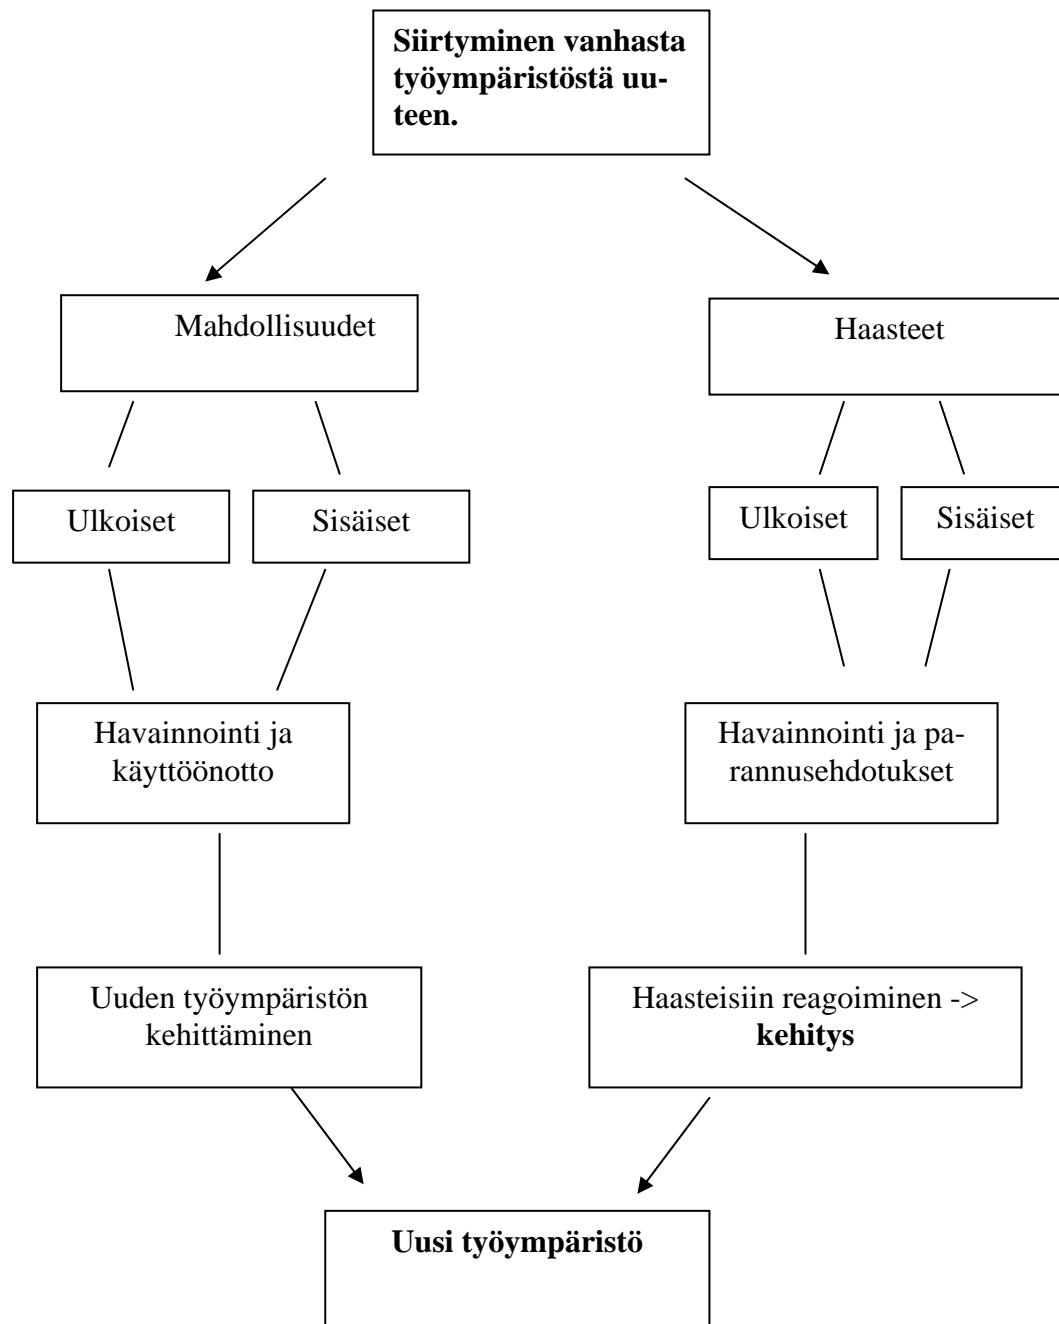 Siirtyminen vanhasta
työympäristöstä uu-
teen.
Mahdollisuudet
Haasteet
Ulkoiset
Sisäiset
Ulkoiset
Sisäiset
Havainnointi ja
käyttöönotto
Havainnointi ja pa-
rannusehdotukset
Uuden työympäristön
kehittäminen
Haasteisiin reagoiminen ->
kehitys
Uusi työympäristö